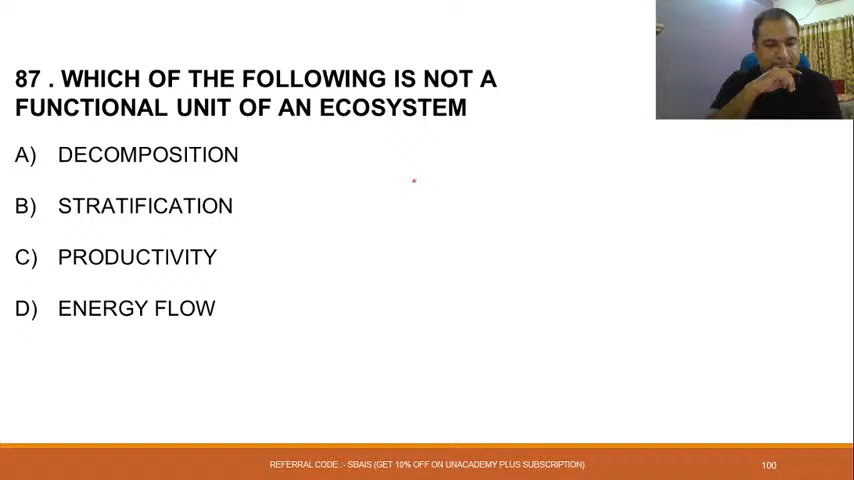 87 . WHICH OF THE FOLLOWING IS NOT A
FUNCTIONAL UNIT OF AN ECOSYSTEM
A) DECOMPOSITION
B) STRATIFICATION
C) PRODUCTIVITY
D) ENERGY FLOW
REFERRAL CODE :- SBAIS (GET 10% OFF ON UNACADEMY PLUS SUBSCRIPTION)
100